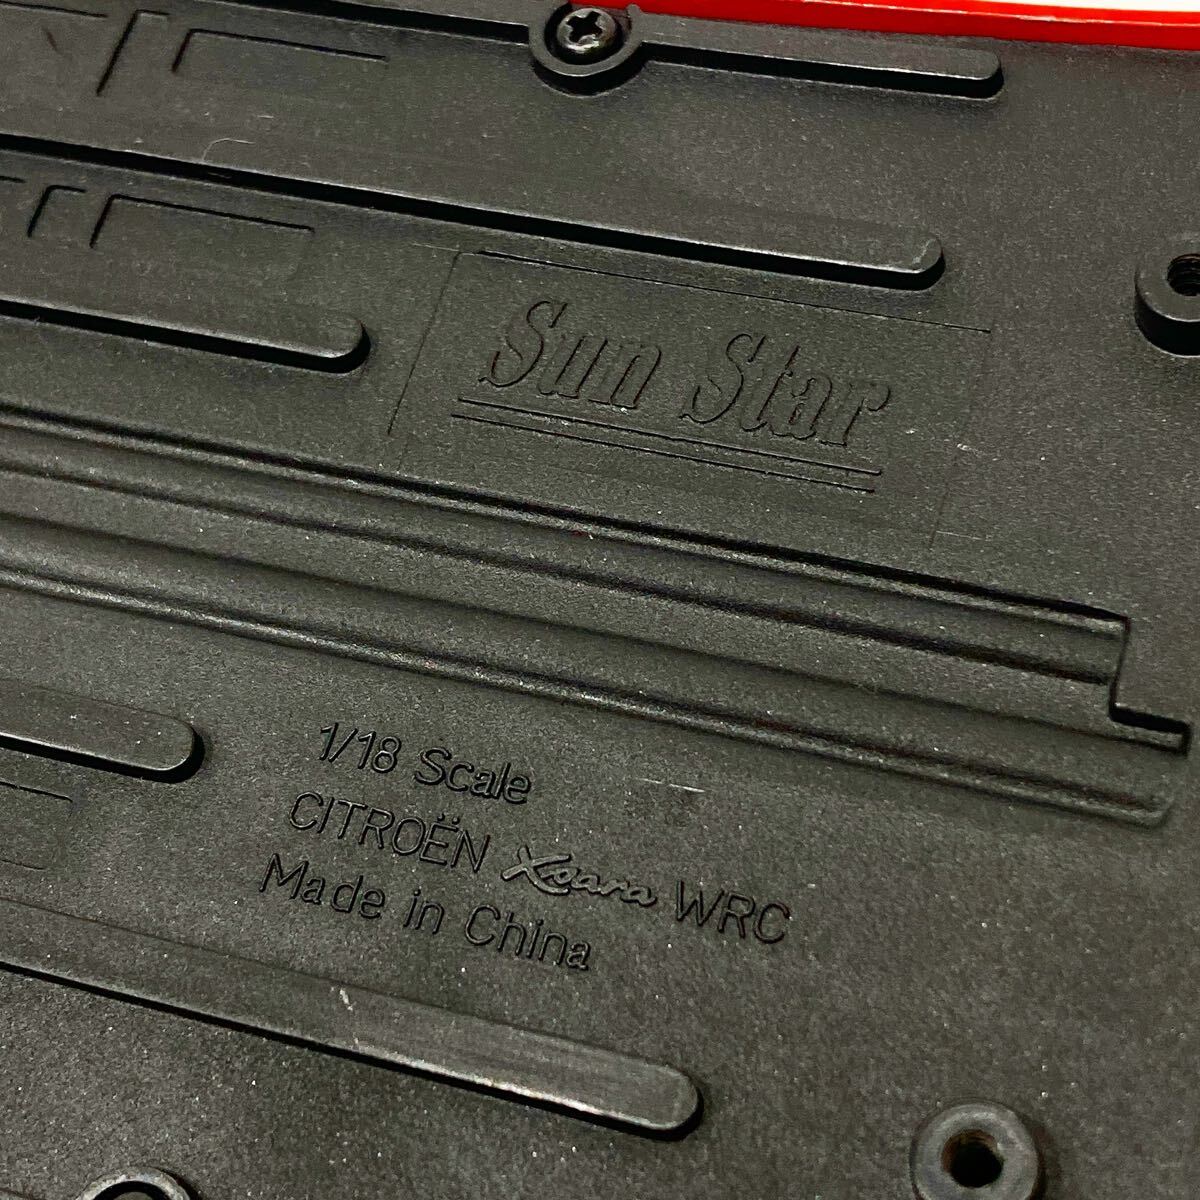 Sun Star
1/18 Scale
CITROËN Xsara WRC
Made in China